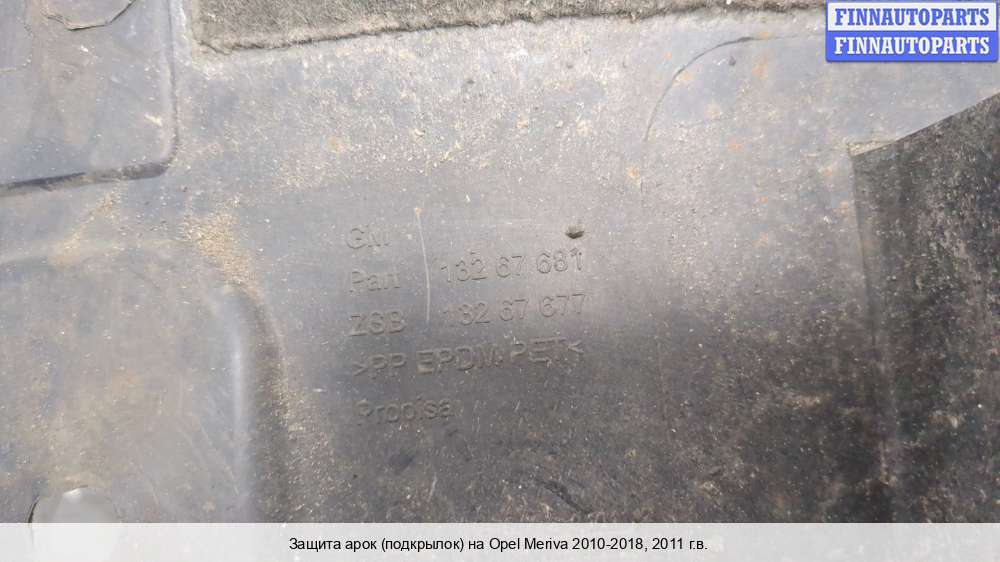 FINNAUTOPARTS
FINNAUTOPARTS
GM
Part 132 67 681
ZSB 132 67 677
>PP EPDM PET<
Propisa
Защита арок (подкрылок) на Opel Meriva 2010-2018, 2011 г.в.